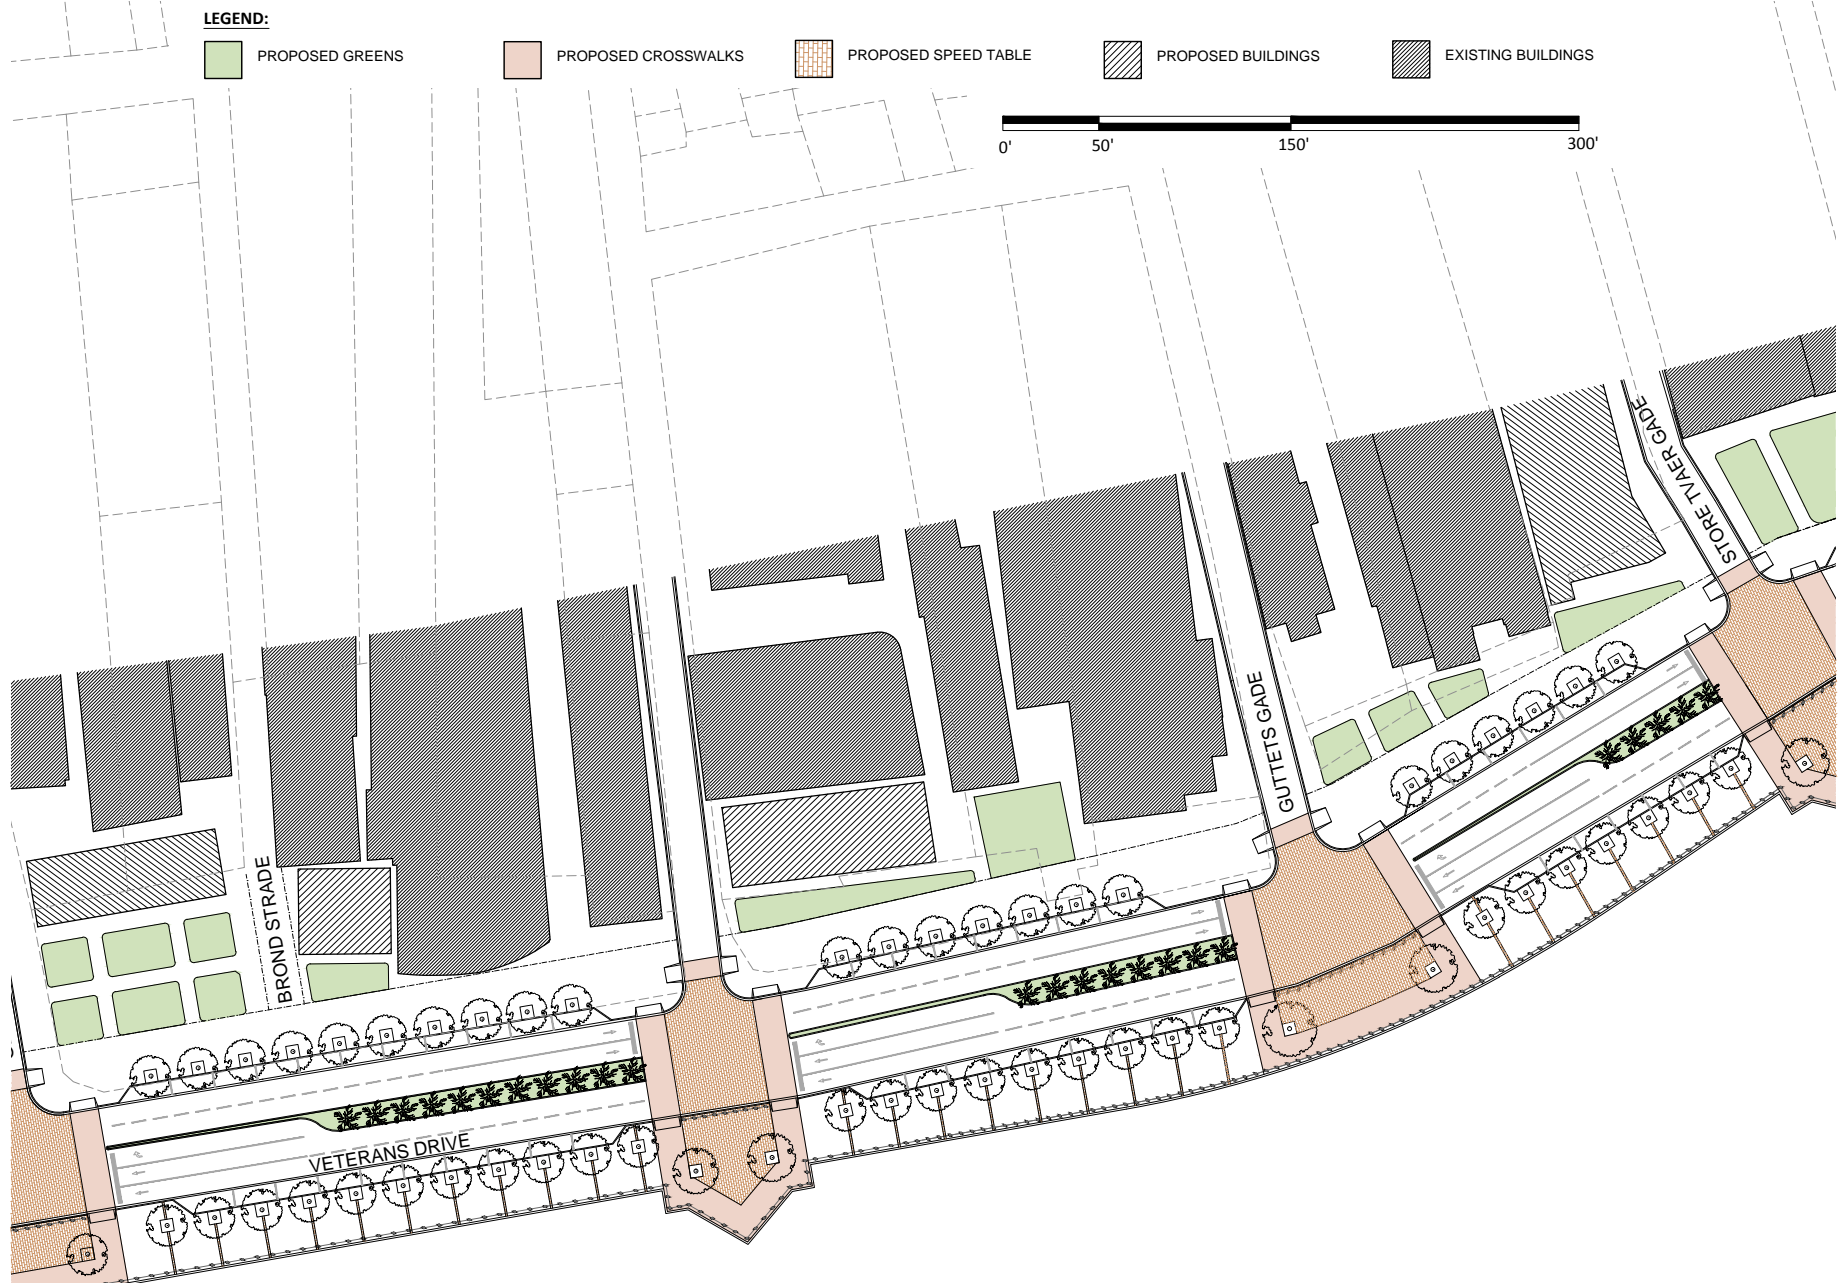 LEGEND:
PROPOSED GREENS
PROPOSED CROSSWALKS
PROPOSED SPEED TABLE
PROPOSED BUILDINGS
EXISTING BUILDINGS
0' 50' 150' 300'
STORE TVAER GADE
GUTTETS GADE
BROND STRADE
VETERANS DRIVE